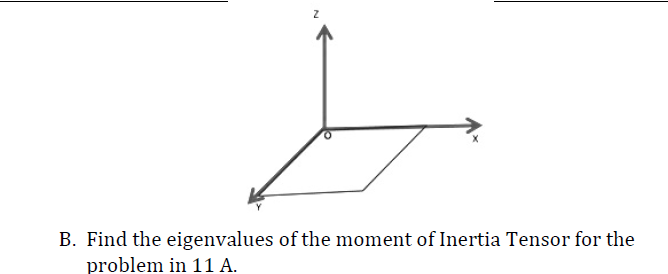 Z
O
X
Y
B. Find the eigenvalues of the moment of Inertia Tensor for the
problem in 11 A.